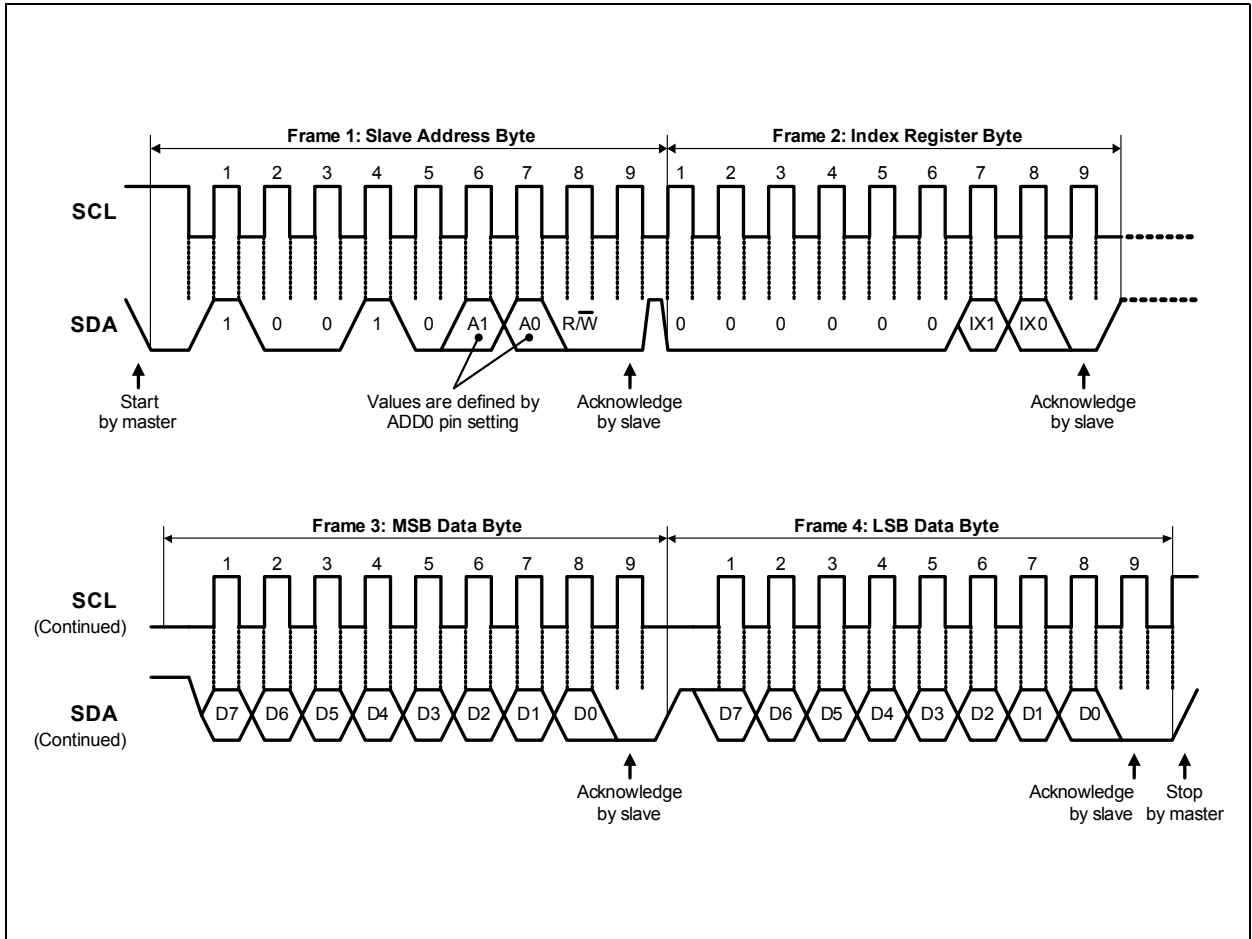 Frame 1: Slave Address Byte Frame 2: Index Register Byte
1 2 3 4 5 6 7 8 9 1 2 3 4 5 6 7 8 9
SCL
SDA 1 0 0 1 0 A1 A0 R/W̅ 0 0 0 0 0 0 IX1 IX0
Start
by master
Values are defined by
ADD0 pin setting
Acknowledge
by slave
Acknowledge
by slave
Frame 3: MSB Data Byte Frame 4: LSB Data Byte
1 2 3 4 5 6 7 8 9 1 2 3 4 5 6 7 8 9
SCL
(Continued)
SDA D7 D6 D5 D4 D3 D2 D1 D0 D7 D6 D5 D4 D3 D2 D1 D0
(Continued)
Acknowledge
by slave
Acknowledge
by slave
Stop
by master